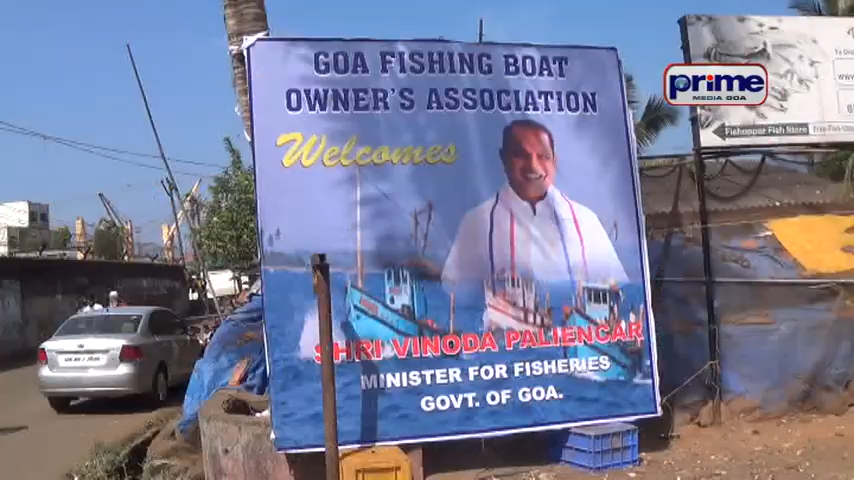 GOA FISHING BOAT
OWNER'S ASSOCIATION
Welcomes
SHRI VINODA PALIENCAR
MINISTER FOR FISHERIES
GOVT. OF GOA.
prime
MEDIA GOA
Fishopper Fish Store